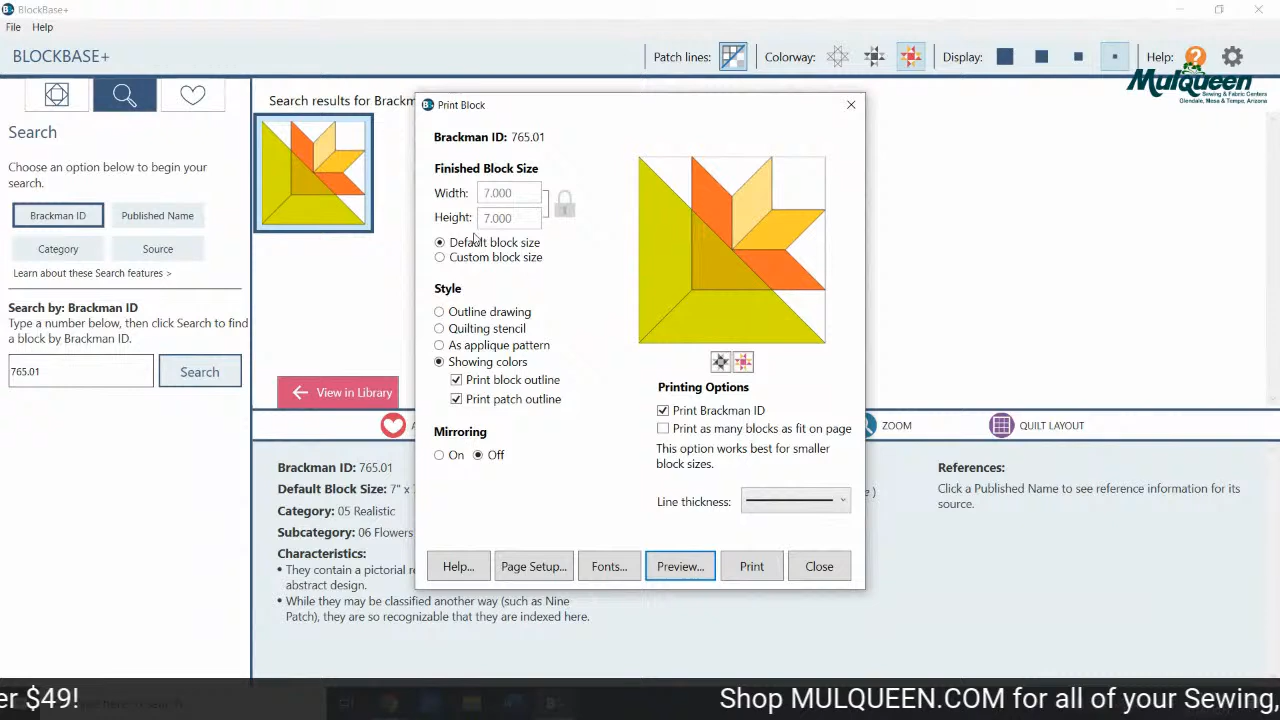 BlockBase+
File Help
BLOCKBASE+
Patch lines: Colorway: Display: Help:
MulQueen
Sewing & Fabric Centers
Glendale, Mesa & Tempe, Arizona
Search
Choose an option below to begin your
search.
Brackman ID
Published Name
Category
Source
Learn about these Search features >
Search by: Brackman ID
Type a number below, then click Search to find
a block by Brackman ID.
765.01
Search
Search results for Brackm
View in Library
Print Block
Brackman ID: 765.01
Finished Block Size
Width: 7.000
Height: 7.000
Default block size
Custom block size
Style
Outline drawing
Quilting stencil
As applique pattern
Showing colors
Print block outline
Print patch outline
Mirroring
On Off
Printing Options
Print Brackman ID
Print as many blocks as fit on page
This option works best for smaller
block sizes.
Line thickness:
Help...
Page Setup...
Fonts...
Preview...
Print
Close
ZOOM
QUILT LAYOUT
Brackman ID: 765.01
Default Block Size: 7" x
Category: 05 Realistic
Subcategory: 06 Flowers
Characteristics:
• They contain a pictorial r
abstract design.
• While they may be classified another way (such as Nine
Patch), they are so recognizable that they are indexed here.
e )
References:
Click a Published Name to see reference information for its
source.
er $49!
Shop MULQUEEN.COM for all of your Sewing,